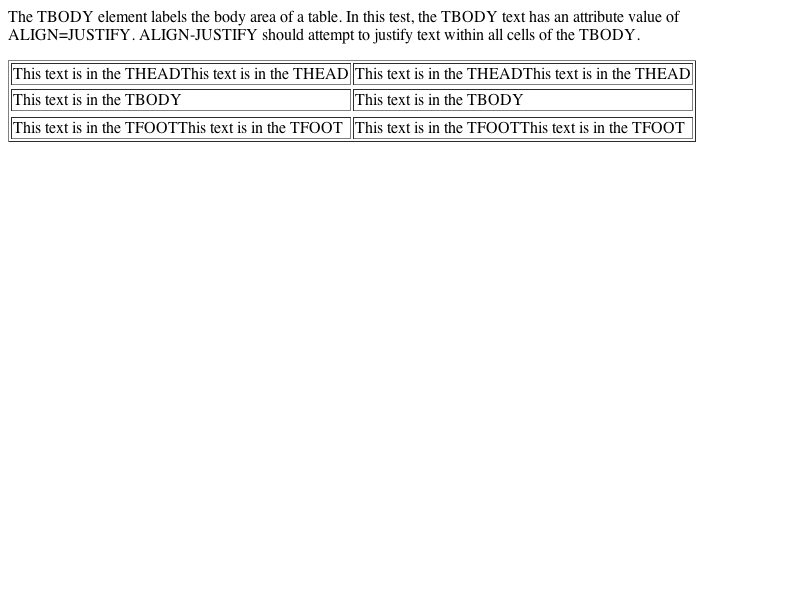 The TBODY element labels the body area of a table. In this test, the TBODY text has an attribute value of
ALIGN=JUSTIFY. ALIGN-JUSTIFY should attempt to justify text within all cells of the TBODY.
This text is in the THEADThis text is in the THEAD This text is in the THEADThis text is in the THEAD
This text is in the TBODY This text is in the TBODY
This text is in the TFOOTThis text is in the TFOOT This text is in the TFOOTThis text is in the TFOOT